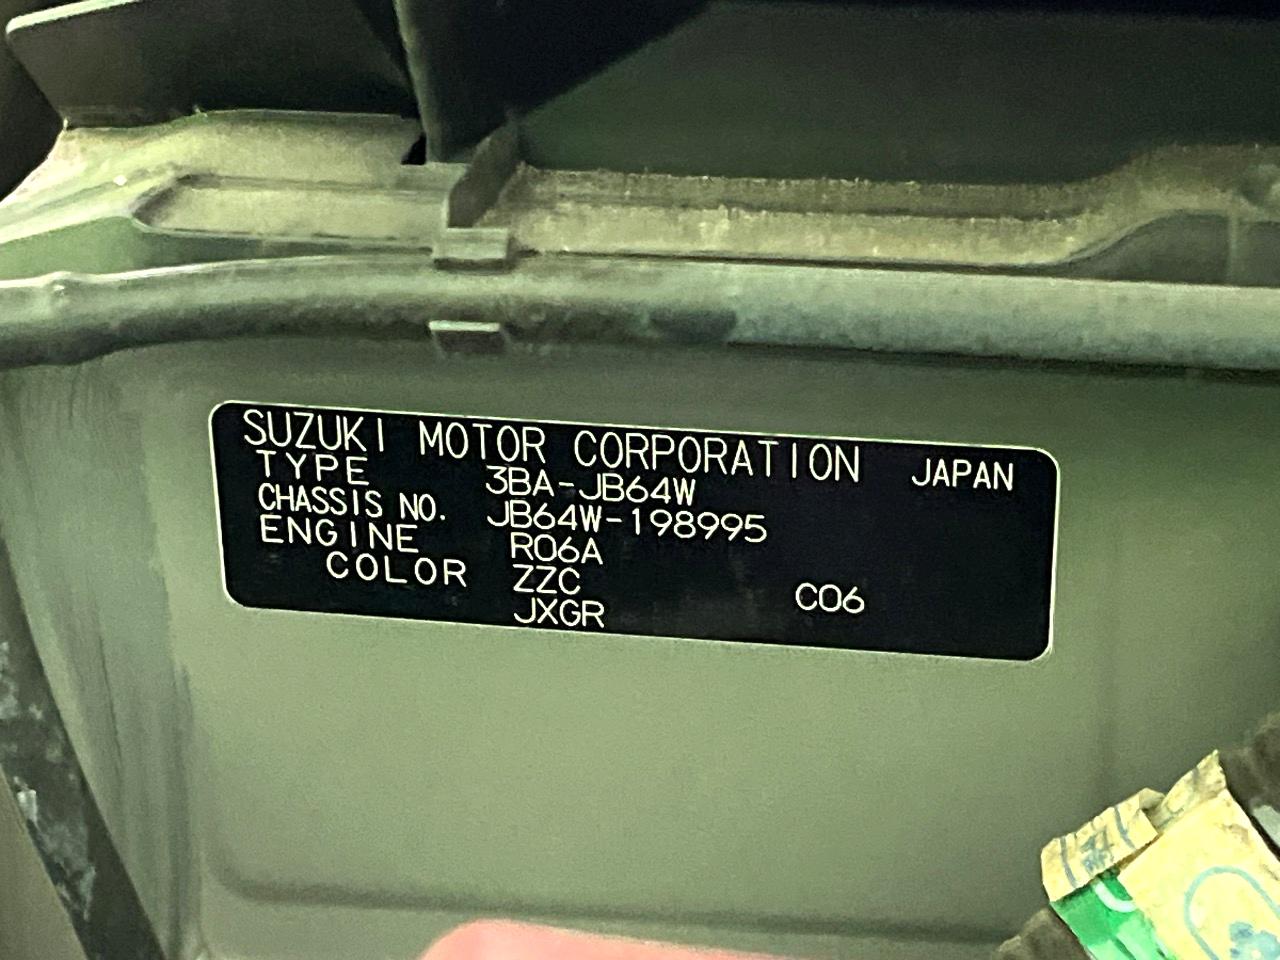 SUZUKI MOTOR CORPORATION JAPAN
TYPE 3BA-JB64W
CHASSIS NO. JB64W-198995
ENGINE R06A
COLOR ZZC C06
JXGR